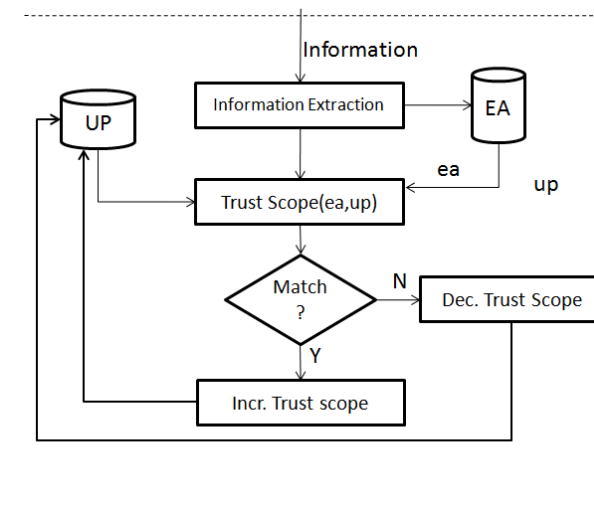 Information
Information Extraction
EA
UP
ea
up
Trust Scope(ea,up)
Match
?
N
Dec. Trust Scope
Y
Incr. Trust scope